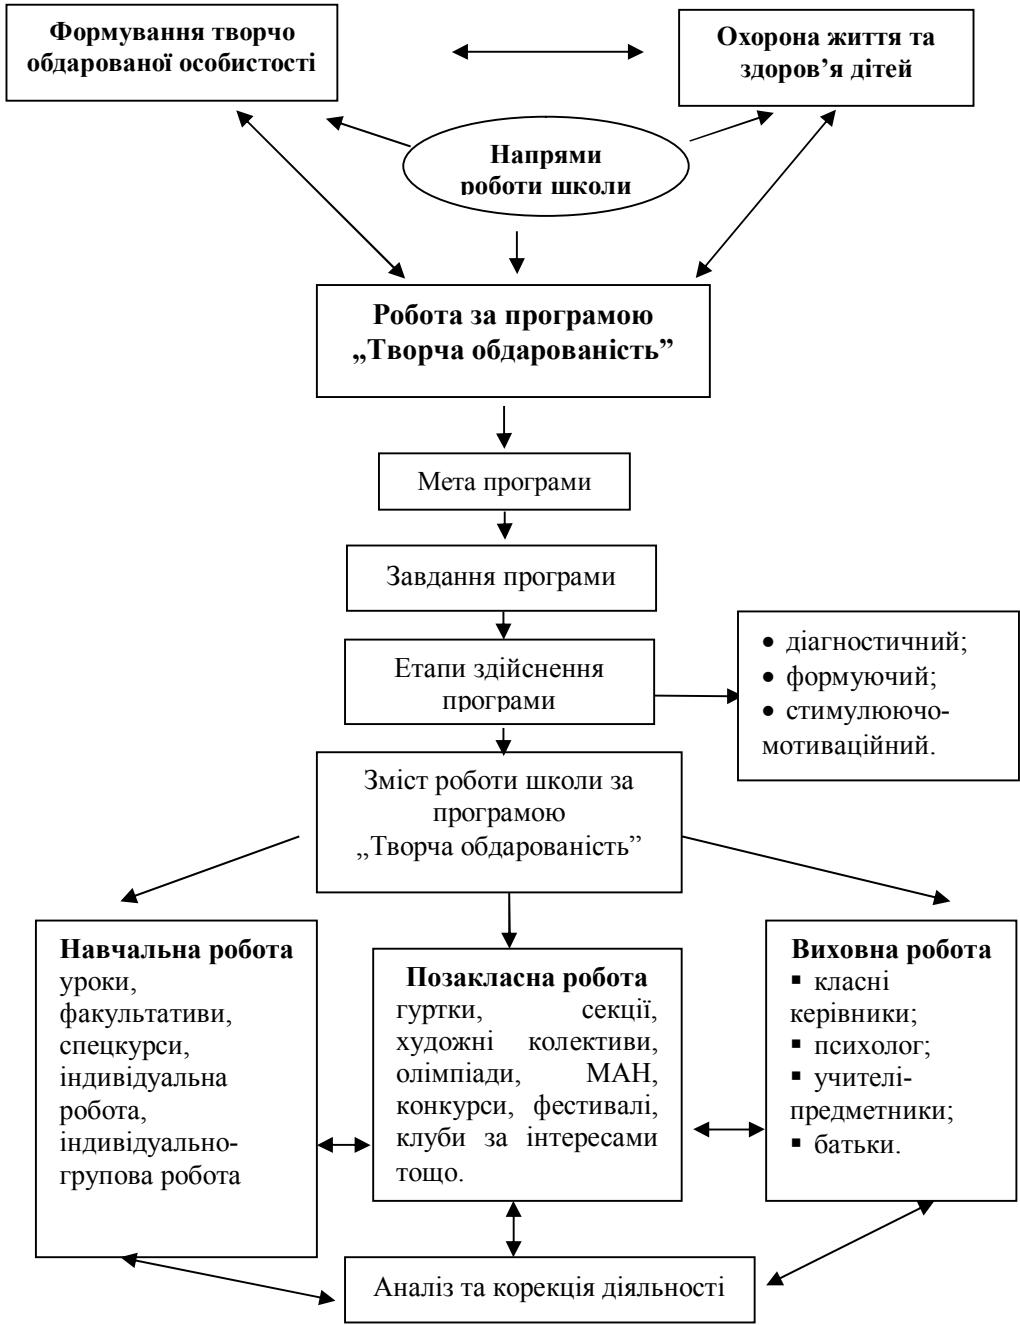 Формування творчо
обдарованої особистості
Охорона життя та
здоров’я дітей
Напрями
роботи школи
Робота за програмою
„Творча обдарованість”
Мета програми
Завдання програми
Етапи здійснення
програми
• діагностичний;
• формуючий;
• стимулюючо-
мотиваційний.
Зміст роботи школи за
програмою
„Творча обдарованість”
Навчальна робота
уроки,
факультативи,
спецкурси,
індивідуальна
робота,
індивідуально-
групова робота
Позакласна робота
гуртки, секції,
художні колективи,
олімпіади, МАН,
конкурси, фестивалі,
клуби за інтересами
тощо.
Виховна робота
▪ класні
керівники;
▪ психолог;
▪ учителі-
предметники;
▪ батьки.
Аналіз та корекція діяльності